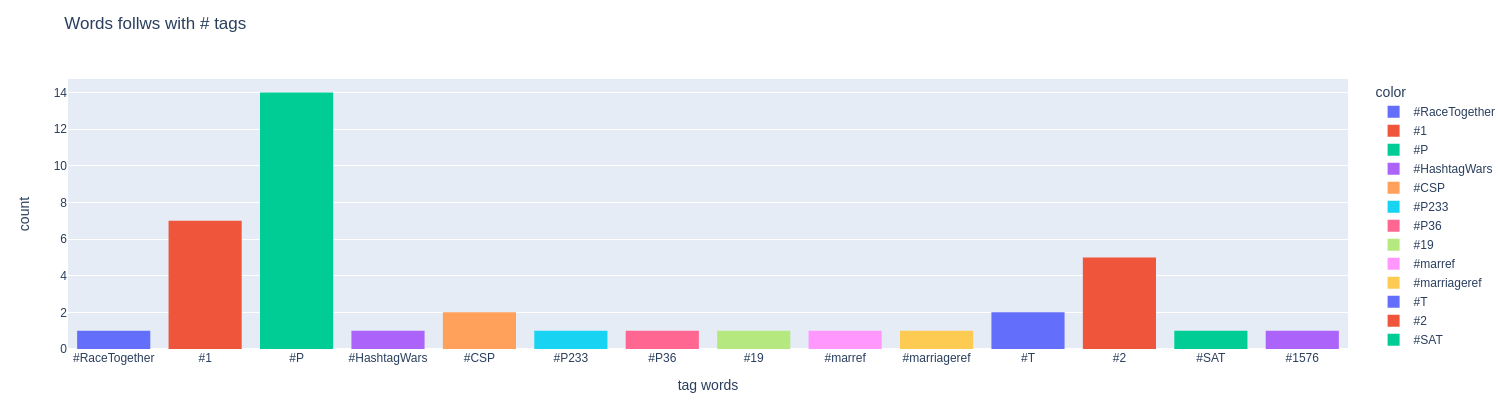 Words follws with # tags
count
14
12
10
8
6
4
2
0
#RaceTogether
#1
#P
#HashtagWars
#CSP
#P233
#P36
#19
#marref
#marriageref
#T
#2
#SAT
#1576
tag words
color
#RaceTogether
#1
#P
#HashtagWars
#CSP
#P233
#P36
#19
#marref
#marriageref
#T
#2
#SAT